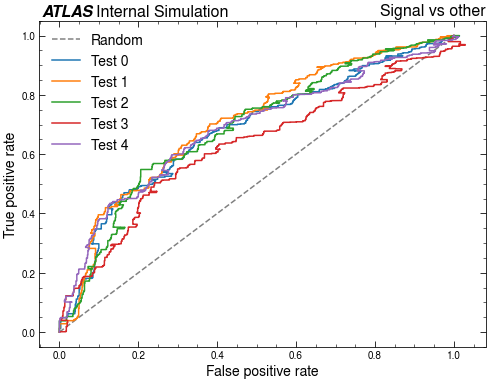 ATLAS Internal Simulation
Signal vs other
Random
Test 0
Test 1
Test 2
Test 3
Test 4
True positive rate
1.0
0.8
0.6
0.4
0.2
0.0
0.0 0.2 0.4 0.6 0.8 1.0
False positive rate